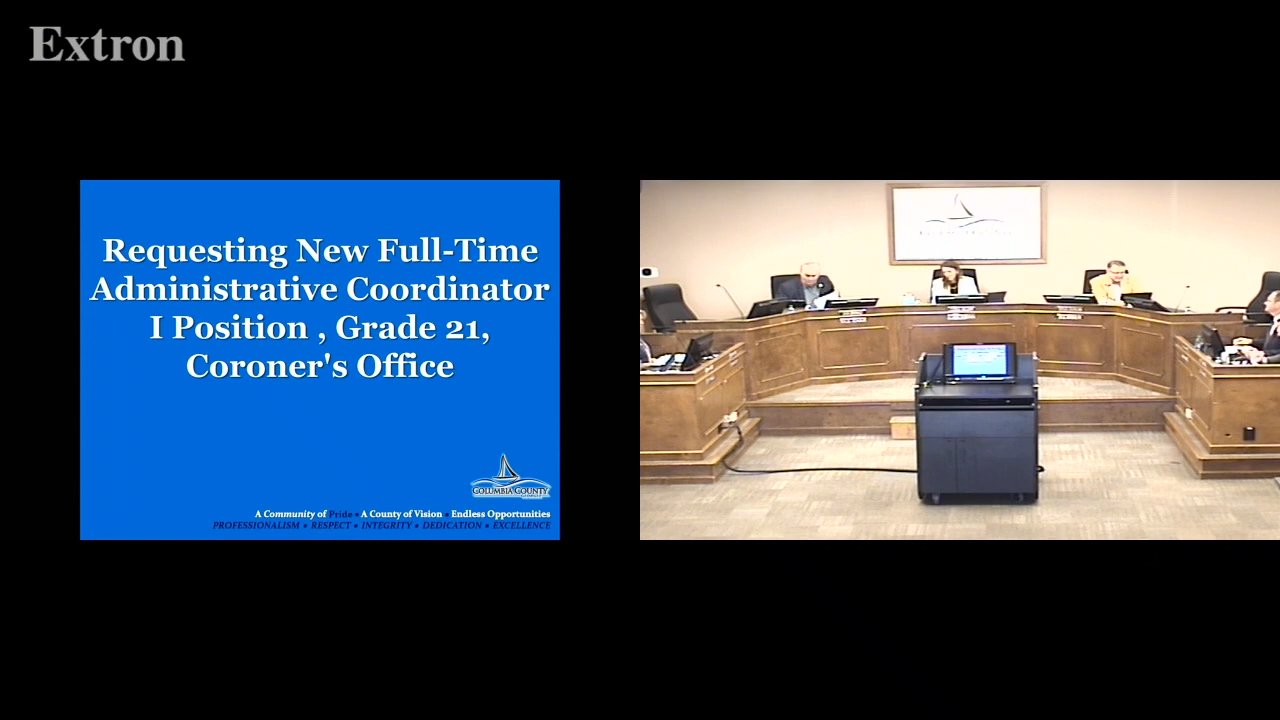 Extron
Requesting New Full-Time
Administrative Coordinator
I Position , Grade 21,
Coroner's Office
COLUMBIA COUNTY
A Community of Pride • A County of Vision • Endless Opportunities
PROFESSIONALISM • RESPECT • INTEGRITY • DEDICATION • EXCELLENCE